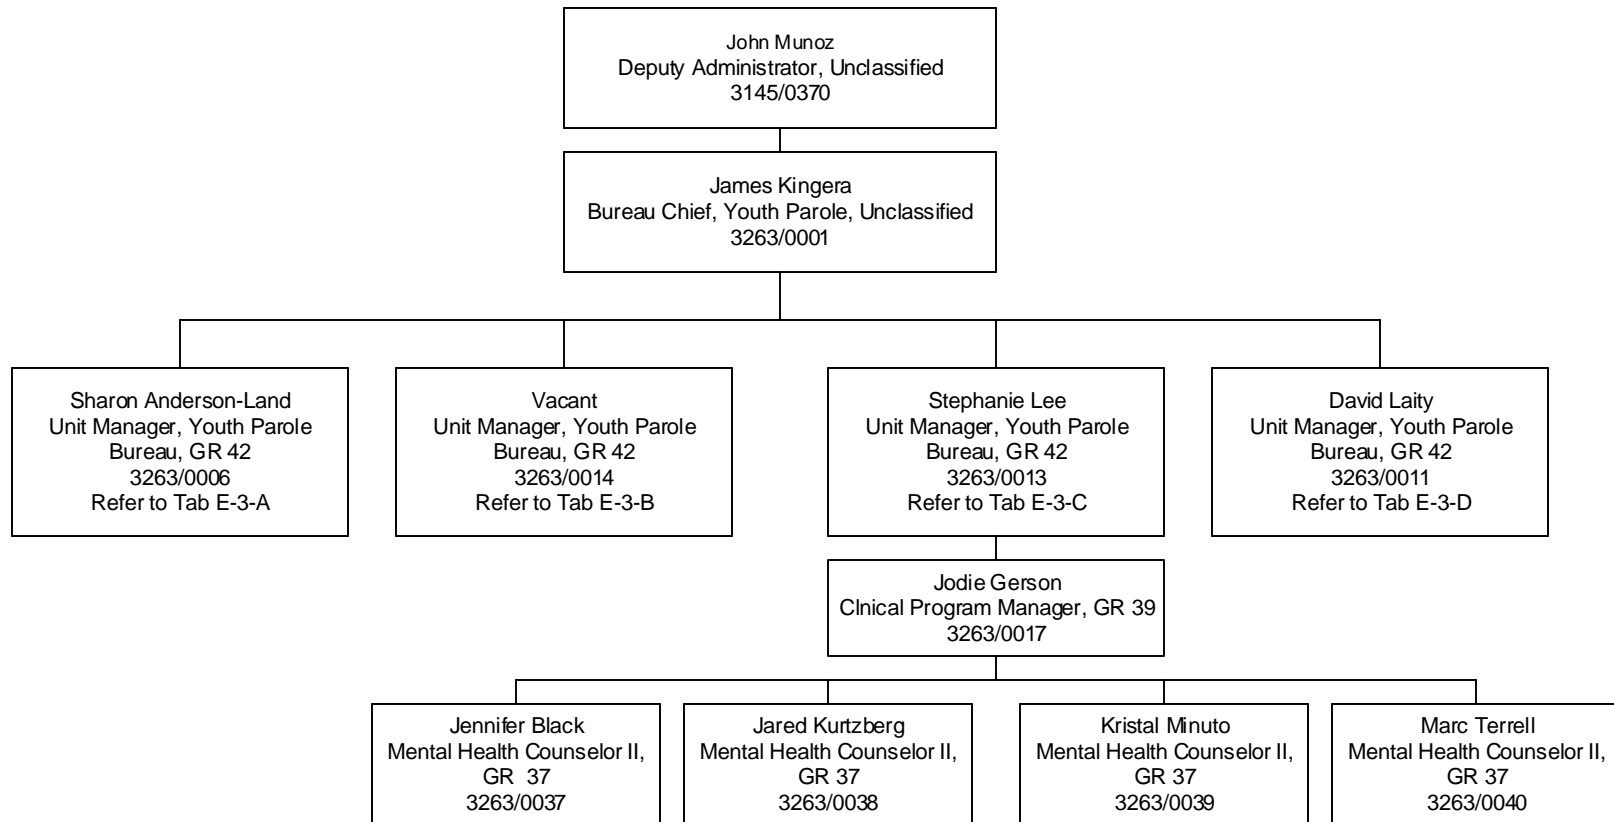 John Munoz
Deputy Administrator, Unclassified
3145/0370
James Kingera
Bureau Chief, Youth Parole, Unclassified
3263/0001
Sharon Anderson-Land
Unit Manager, Youth Parole
Bureau, GR 42
3263/0006
Refer to Tab E-3-A
Vacant
Unit Manager, Youth Parole
Bureau, GR 42
3263/0014
Refer to Tab E-3-B
Stephanie Lee
Unit Manager, Youth Parole
Bureau, GR 42
3263/0013
Refer to Tab E-3-C
David Laity
Unit Manager, Youth Parole
Bureau, GR 42
3263/0011
Refer to Tab E-3-D
Jodie Gerson
Clnical Program Manager, GR 39
3263/0017
Jennifer Black
Mental Health Counselor II,
GR  37
3263/0037
Jared Kurtzberg
Mental Health Counselor II,
GR 37
3263/0038
Kristal Minuto
Mental Health Counselor II,
GR 37
3263/0039
Marc Terrell
Mental Health Counselor II,
GR 37
3263/0040